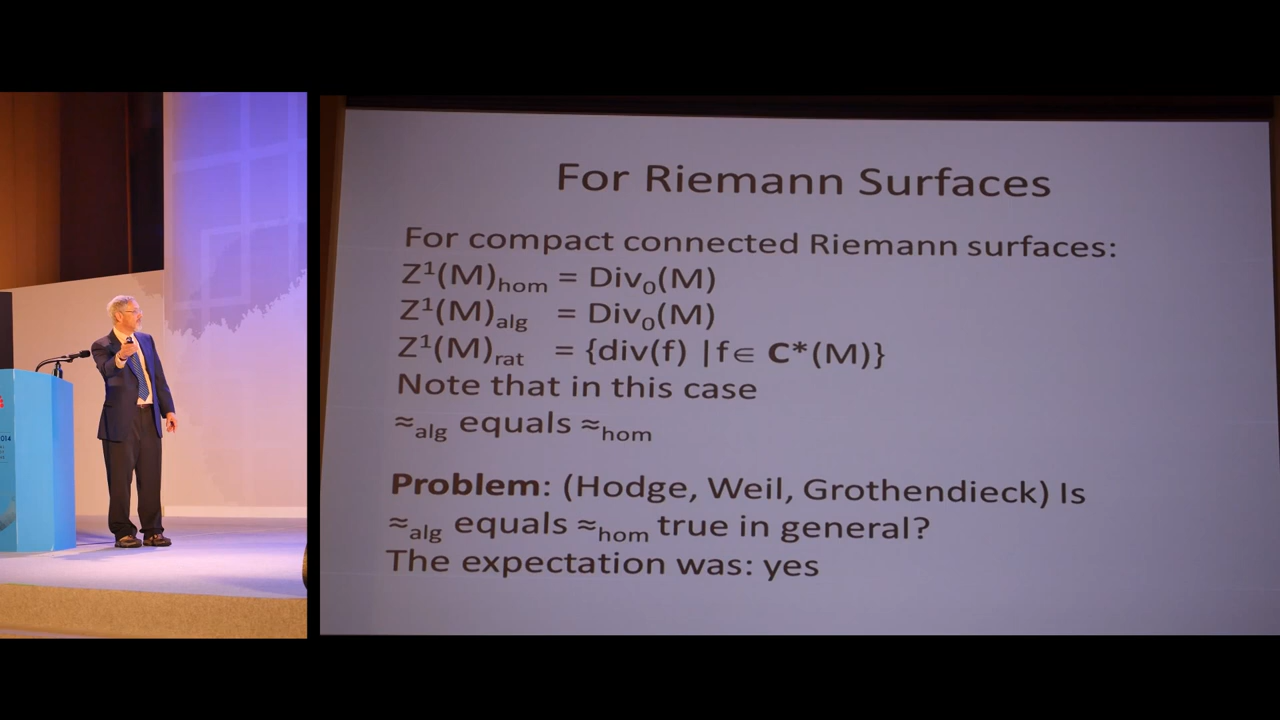 For Riemann Surfaces
For compact connected Riemann surfaces:
Z¹(M)hom = Div₀(M)
Z¹(M)alg = Div₀(M)
Z¹(M)rat = {div(f) |f∈ C*(M)}
Note that in this case
≈alg equals ≈hom
Problem: (Hodge, Weil, Grothendieck) Is
≈alg equals ≈hom true in general?
The expectation was: yes
014